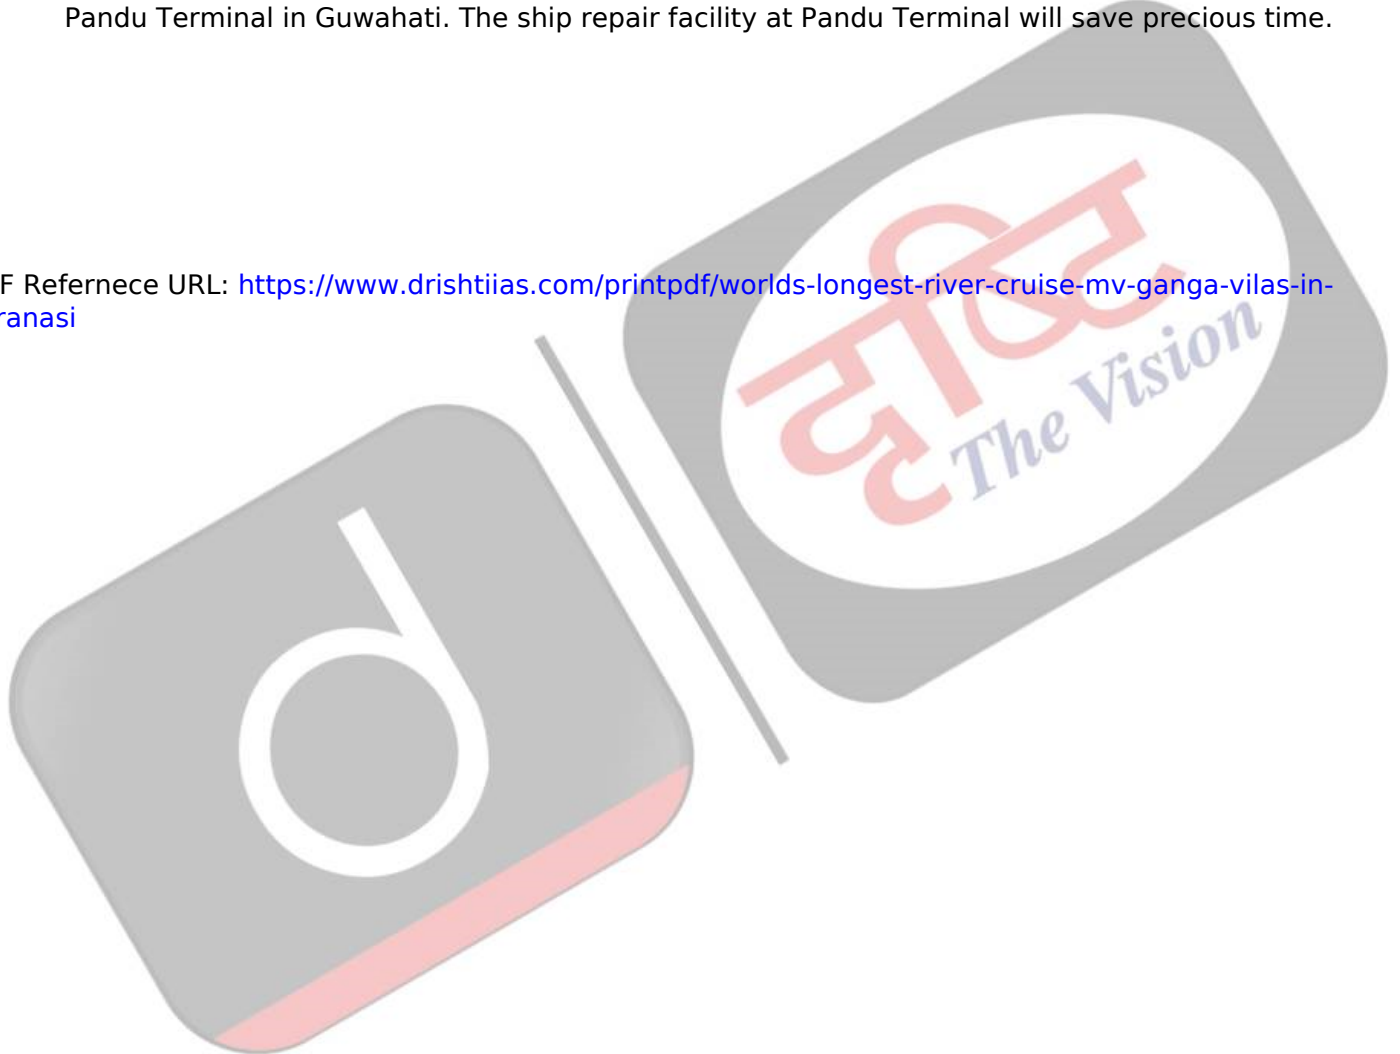 Pandu Terminal in Guwahati. The ship repair facility at Pandu Terminal will save precious time.
F Refernece URL: https://www.drishtiias.com/printpdf/worlds-longest-river-cruise-mv-ganga-vilas-in-
ranasi
दृष्टि
The Vision
d